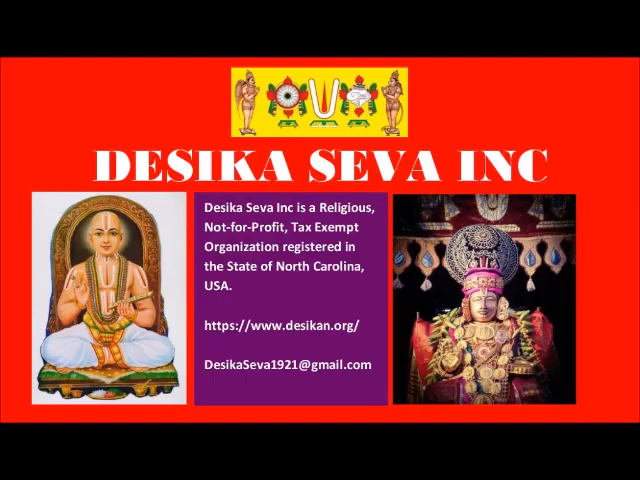 DESIKA SEVA INC
Desika Seva Inc is a Religious,
Not-for-Profit, Tax Exempt
Organization registered in
the State of North Carolina,
USA.
https://www.desikan.org/
DesikaSeva1921@gmail.com